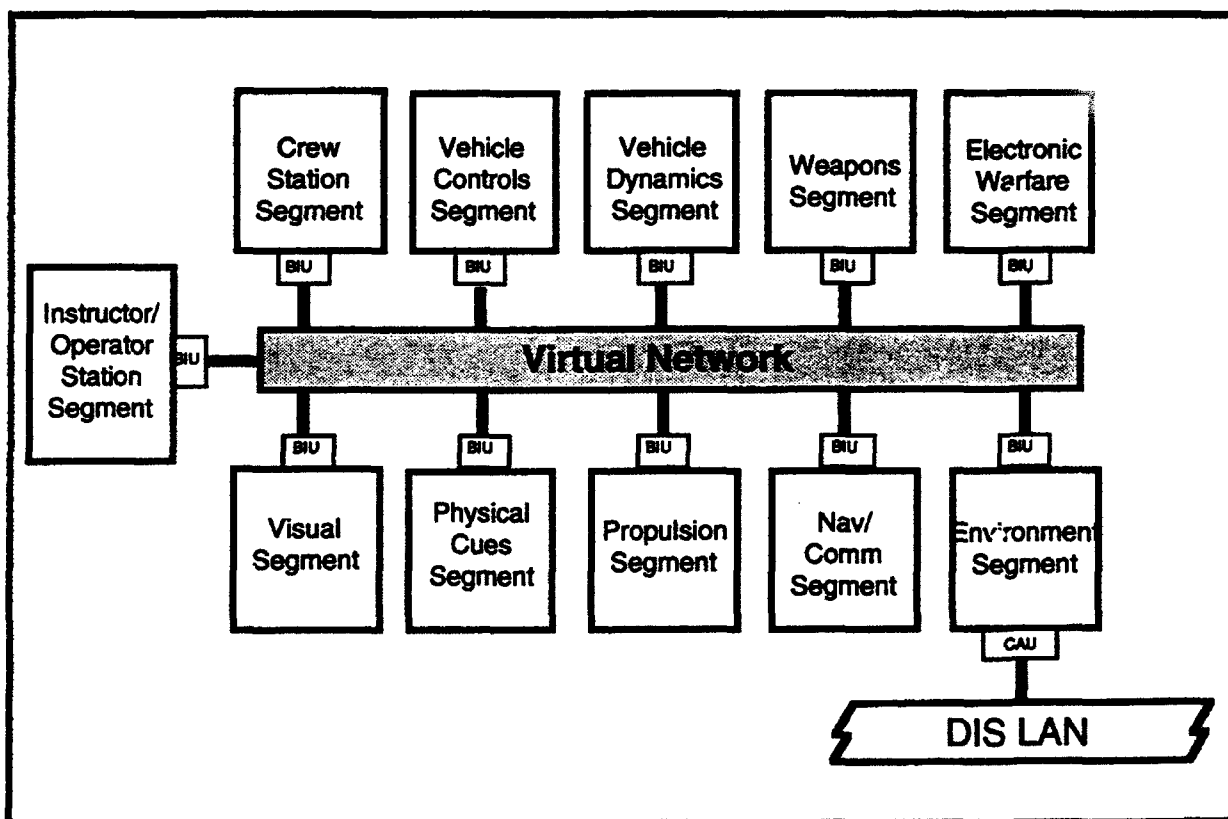 Crew
Station
Segment
Vehicle
Controls
Segment
Vehicle
Dynamics
Segment
Weapons
Segment
Electronic
Warfare
Segment
BIU
BIU
BIU
BIU
BIU
Instructor/
Operator
Station
Segment
BIU
Virtual Network
BIU
BIU
BIU
BIU
BIU
Visual
Segment
Physical
Cues
Segment
Propulsion
Segment
Nav/
Comm
Segment
Environment
Segment
CAU
DIS LAN